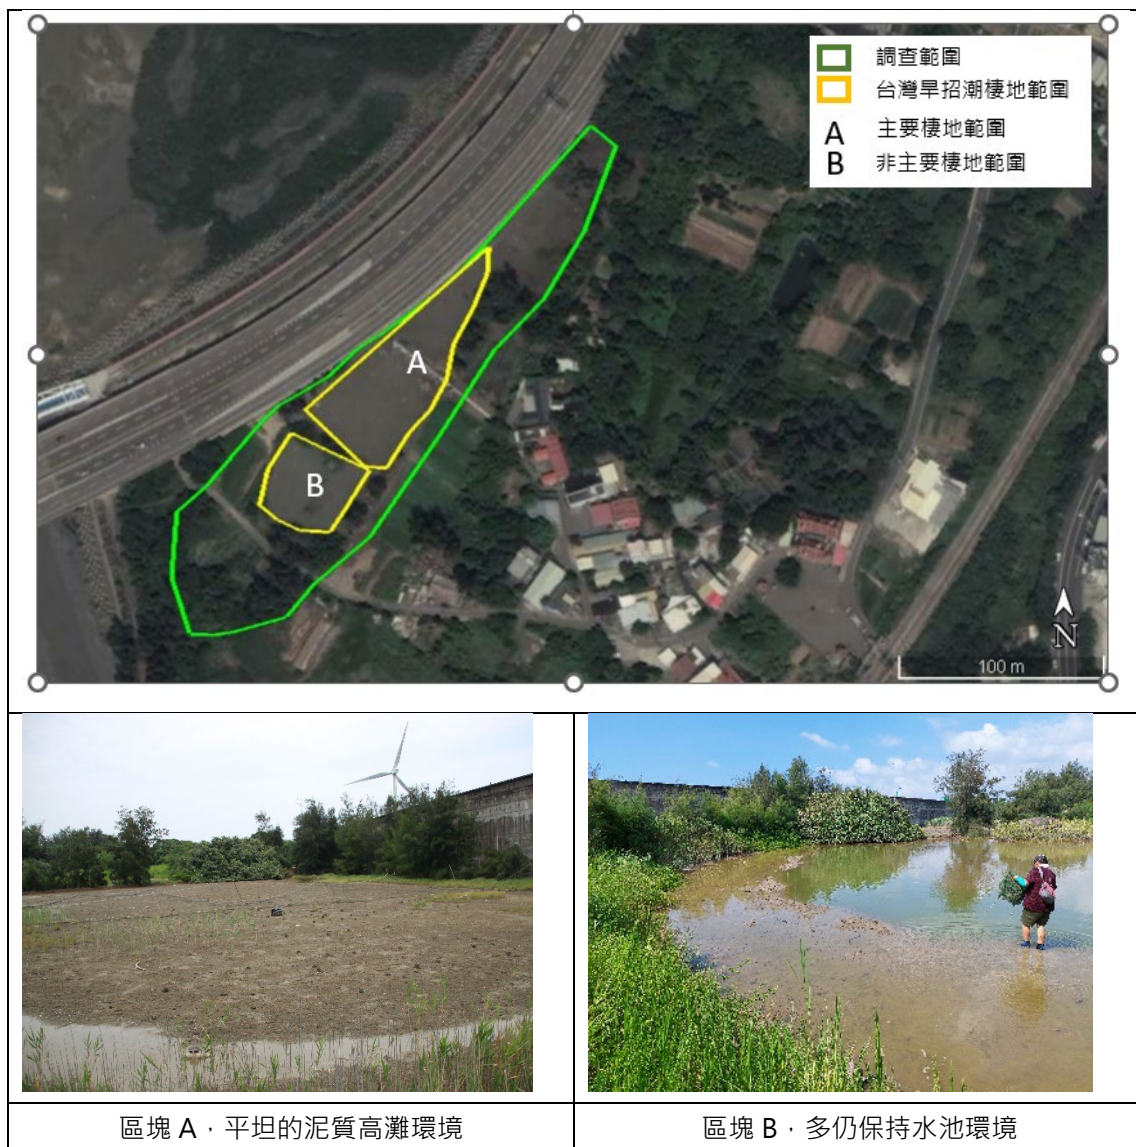 調查範圍
台灣旱招潮棲地範圍
A 主要棲地範圍
B 非主要棲地範圍
A
B
N
100 m
區塊 A，平坦的泥質高灘環境
區塊 B，多仍保持水池環境